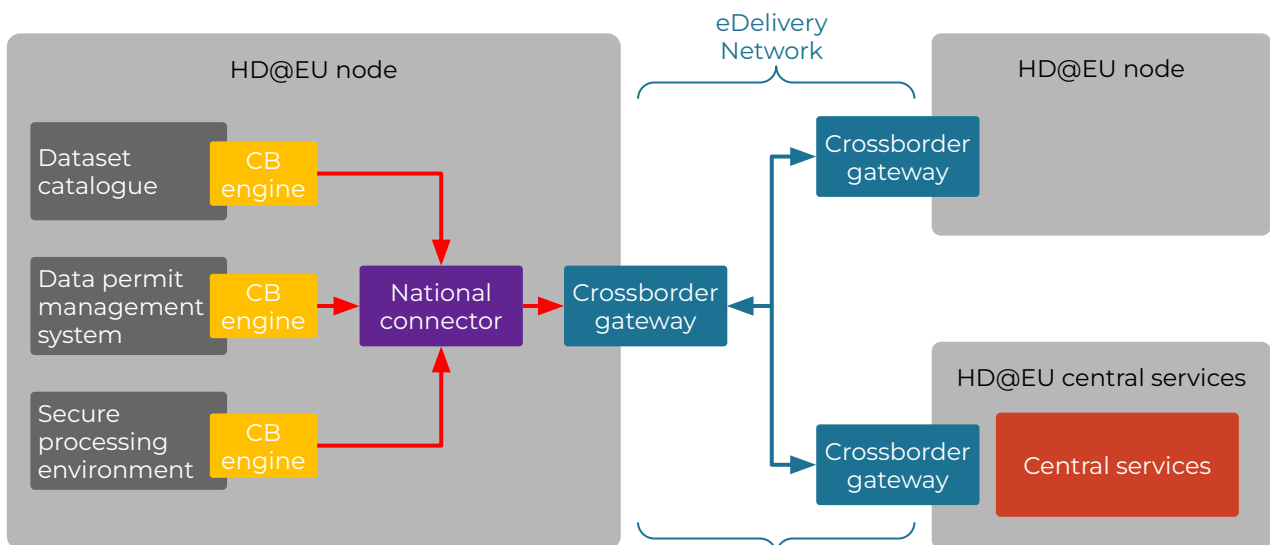 eDelivery
Network
HD@EU node
HD@EU node
Dataset
catalogue
CB
engine
Crossborder
gateway
Data permit
management
system
CB
engine
National
connector
Crossborder
gateway
HD@EU central services
Secure
processing
environment
CB
engine
Crossborder
gateway
Central services